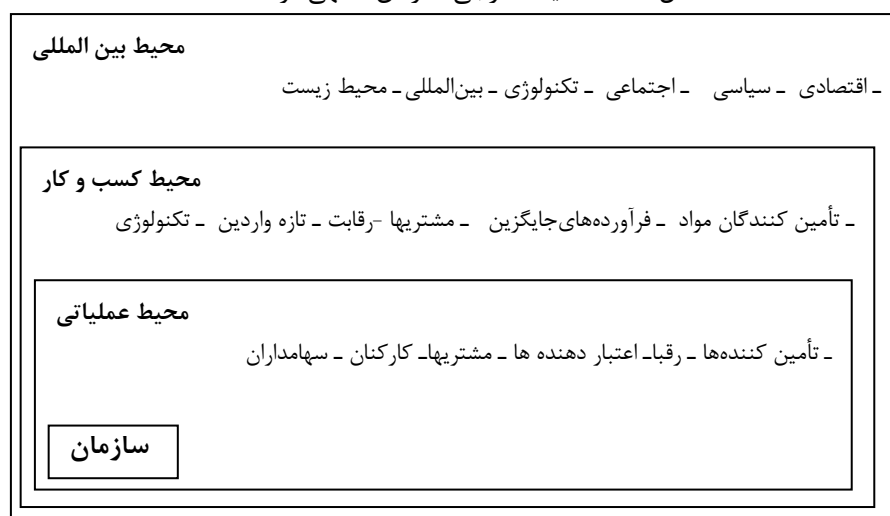 محیط بین المللی
ـ اقتصادی ـ سیاسی ـ اجتماعی ـ تکنولوژی ـ بین‌المللی ـ محیط زیست
محیط کسب و کار
ـ تأمین کنندگان مواد ـ فرآورده‌های‌جایگزین ـ مشتریها -رقابت ـ تازه واردین ـ تکنولوژی
محیط عملیاتی
ـ تأمین کننده‌ها ـ رقباـ اعتبار دهنده ها ـ مشتریهاـ کارکنان ـ سهامداران
سازمان